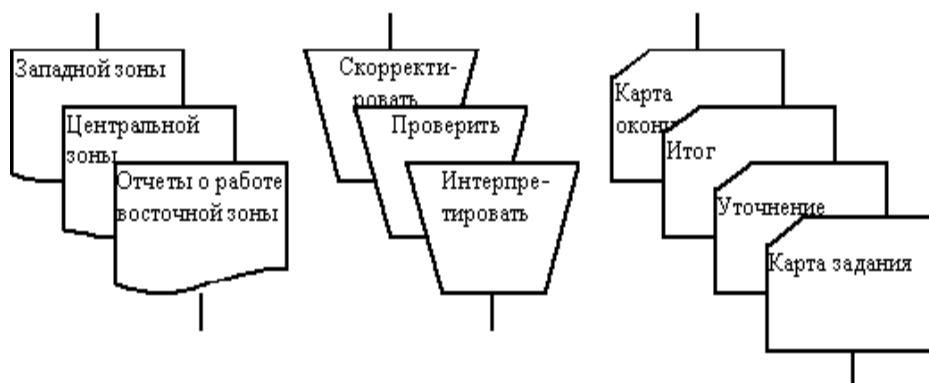 Западной зоны
Центральной
зоны
Отчеты о работе
восточной зоны
Скорректи-
ровать
Проверить
Интерпре-
тировать
Карта
Итог
Уточнение
Карта задания